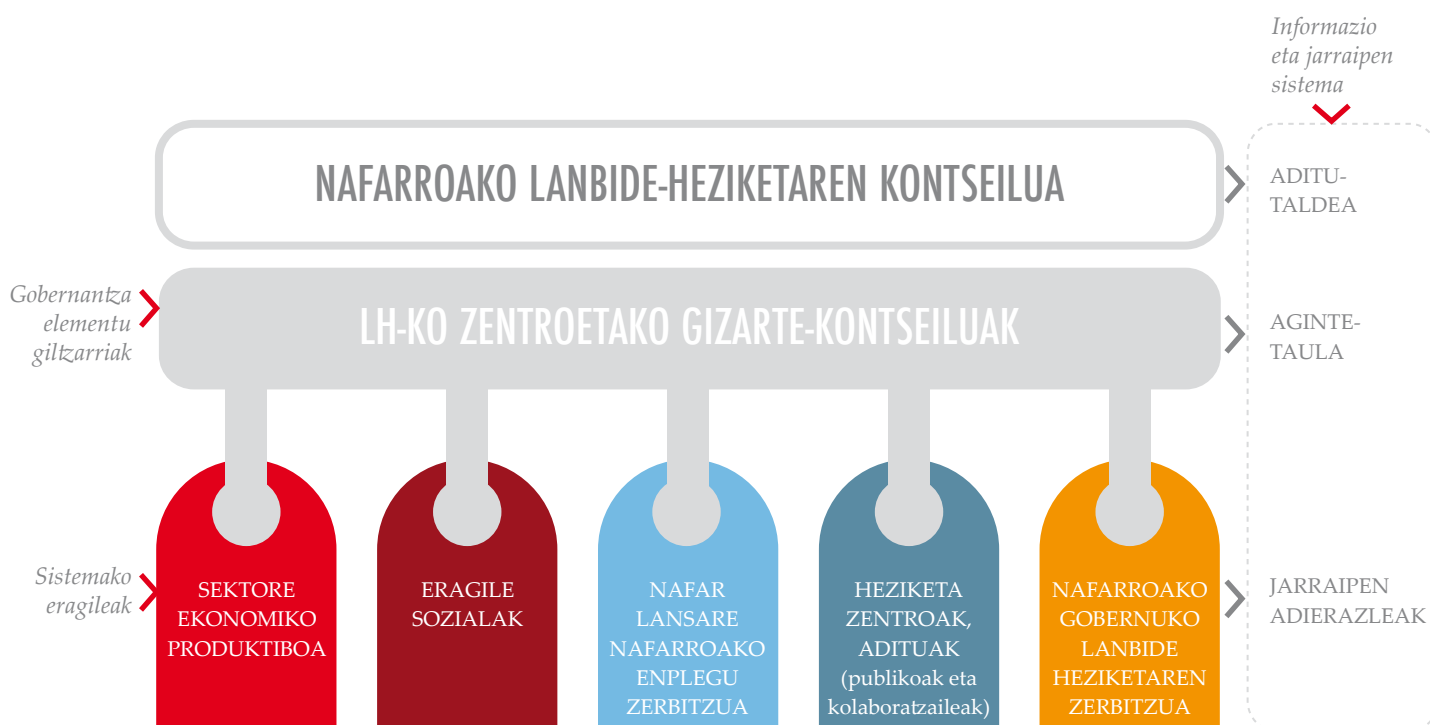 Informazio
eta jarraipen
sistema
NAFARROAKO LANBIDE-HEZIKETAREN KONTSEILUA
ADITU-
TALDEA
Gobernantza
elementu
giltzarriak
LH-KO ZENTROETAKO GIZARTE-KONTSEILUAK
AGINTE-
TAULA
Sistemako
eragileak
SEKTORE
EKONOMIKO
PRODUKTIBOA
ERAGILE
SOZIALAK
NAFAR
LANSARE
NAFARROAKO
ENPLEGU
ZERBITZUA
HEZIKETA
ZENTROAK,
ADITUAK
(publikoak eta
kolaboratzaileak)
NAFARROAKO
GOBERNUKO
LANBIDE
HEZIKETAREN
ZERBITZUA
JARRAIPEN
ADIERAZLEAK